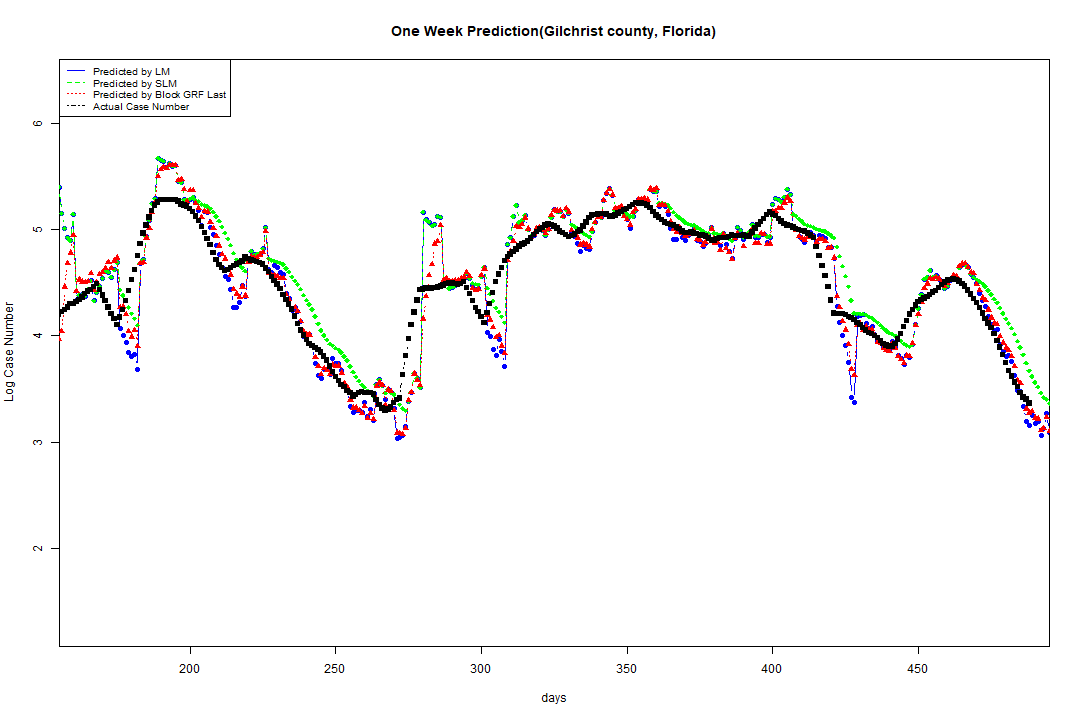 One Week Prediction(Gilchrist county, Florida)
Predicted by LM
Predicted by SLM
Predicted by Block GRF Last
Actual Case Number
6
5
4
3
2
Log Case Number
200 250 300 350 400 450
days